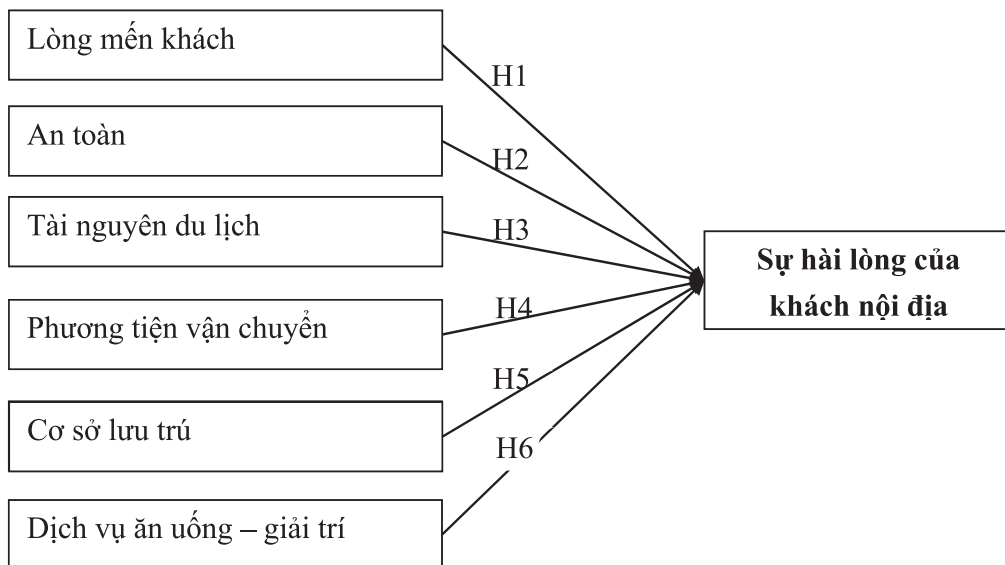 Lòng mến khách
H1
An toàn
H2
Tài nguyên du lịch
H3
Sự hài lòng của
khách nội địa
Phương tiện vận chuyển
H4
Cơ sở lưu trú
H5
H6
Dịch vụ ăn uống – giải trí